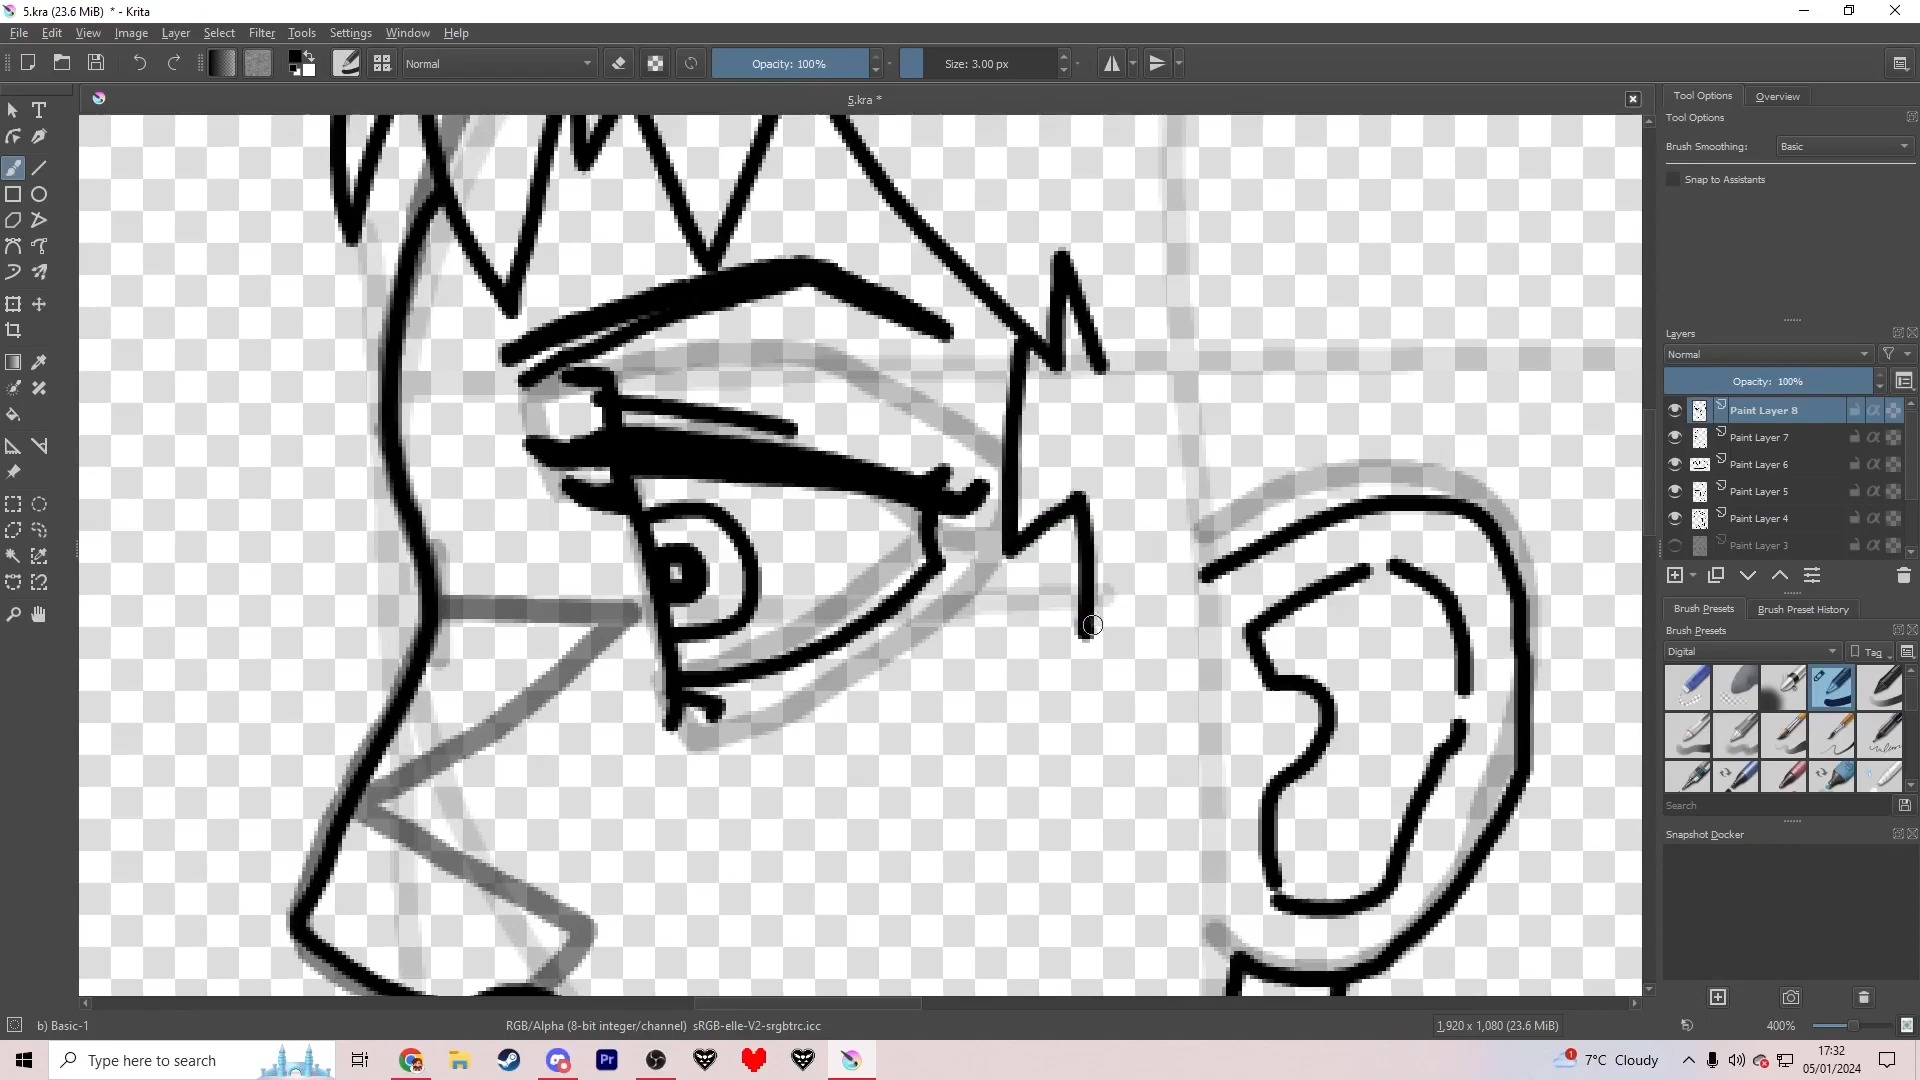 5.kra (23.6 MiB) * - Krita
File Edit View Image Layer Select Filter Tools Settings Window Help
Normal
Opacity: 100%
Size: 3.00 px
5.kra *
Tool Options
Overview
Tool Options
Brush Smoothing:
Basic
Snap to Assistants
Layers
Normal
Opacity: 100%
Paint Layer 8
Paint Layer 7
Paint Layer 6
Paint Layer 5
Paint Layer 4
Paint Layer 3
Brush Presets
Brush Preset History
Brush Presets
Digital
Tag
Search
Snapshot Docker
b) Basic-1
RGB/Alpha (8-bit integer/channel) sRGB-elle-V2-srgbtrc.icc
1,920 x 1,080 (23.6 MiB)
400%
Type here to search
Pr
1
7°C Cloudy
17:32
05/01/2024